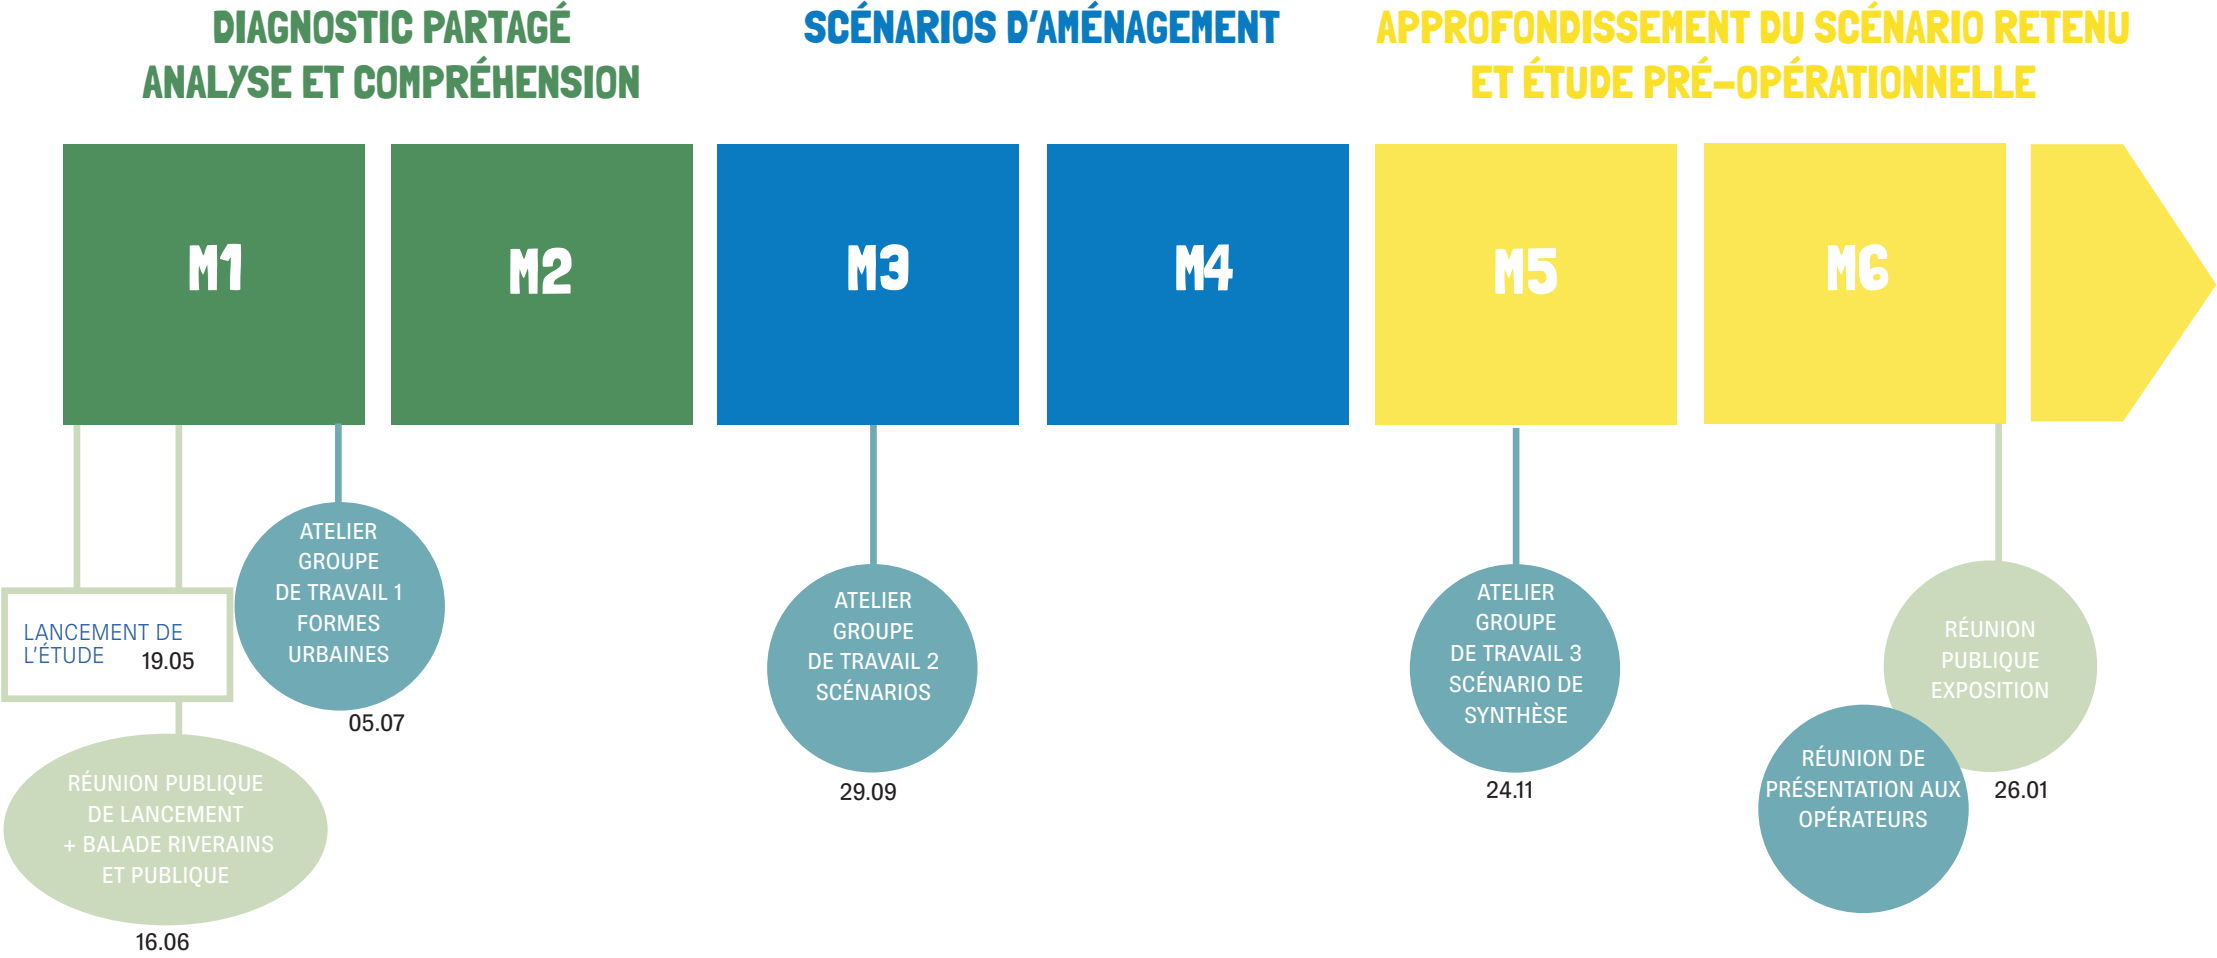 DIAGNOSTIC PARTAGÉ
ANALYSE ET COMPRÉHENSION
SCÉNARIOS D'AMÉNAGEMENT
APPROFONDISSEMENT DU SCÉNARIO RETENU
ET ÉTUDE PRÉ-OPÉRATIONNELLE
M1
M2
M3
M4
M5
M6
LANCEMENT DE
L'ÉTUDE
19.05
RÉUNION PUBLIQUE
DE LANCEMENT
+ BALADE RIVERAINS
ET PUBLIQUE
16.06
ATELIER
GROUPE
DE TRAVAIL 1
FORMES
URBAINES
05.07
ATELIER
GROUPE
DE TRAVAIL 2
SCÉNARIOS
29.09
ATELIER
GROUPE
DE TRAVAIL 3
SCÉNARIO DE
SYNTHÈSE
24.11
RÉUNION DE
PRÉSENTATION AUX
OPÉRATEURS
RÉUNION
PUBLIQUE
EXPOSITION
26.01